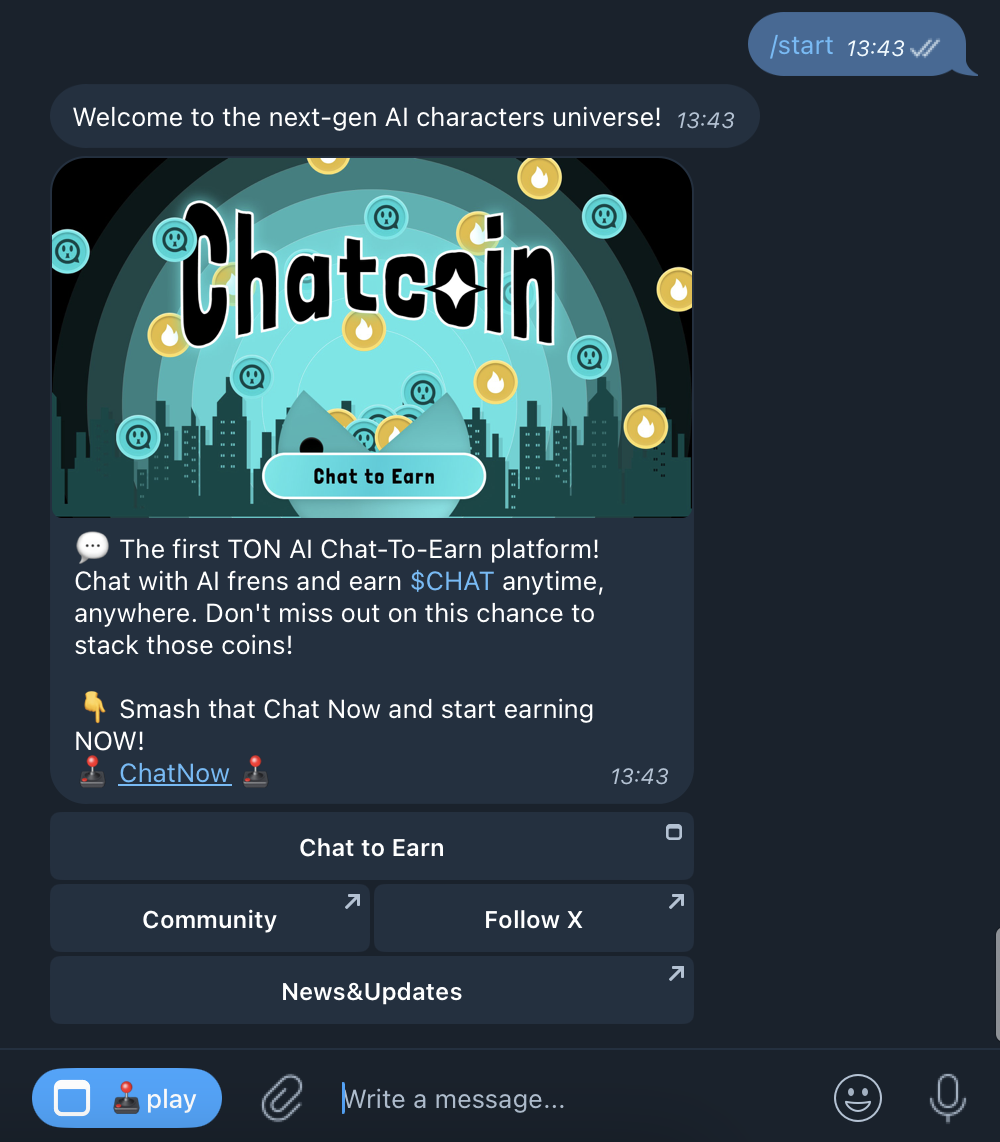 /start 13:43
Welcome to the next-gen AI characters universe! 13:43
Chatcoin
Chat to Earn
💬 The first TON AI Chat-To-Earn platform!
Chat with AI frens and earn $CHAT anytime,
anywhere. Don't miss out on this chance to
stack those coins!
👇 Smash that Chat Now and start earning
NOW!
🕹 ChatNow 🕹 13:43
Chat to Earn
Community
Follow X
News&Updates
🕹 play
Write a message...